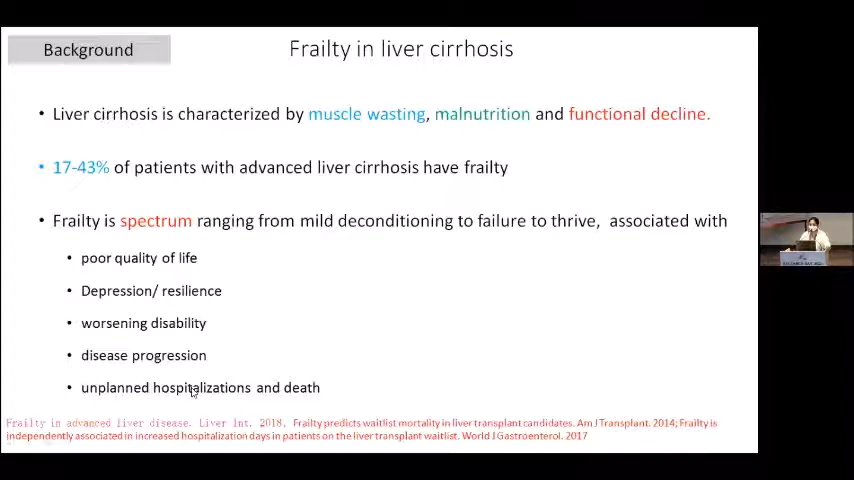 Background
Frailty in liver cirrhosis
• Liver cirrhosis is characterized by muscle wasting, malnutrition and functional decline.
• 17-43% of patients with advanced liver cirrhosis have frailty
• Frailty is spectrum ranging from mild deconditioning to failure to thrive, associated with
• poor quality of life
• Depression/ resilience
• worsening disability
• disease progression
• unplanned hospitalizations and death
Frailty in advanced liver disease. Liver Int. 2018, Frailty predicts waitlist mortality in liver transplant candidates. Am J Transplant. 2014; Frailty is
independently associated in increased hospitalization days in patients on the liver transplant waitlist. World J Gastroenterol. 2017